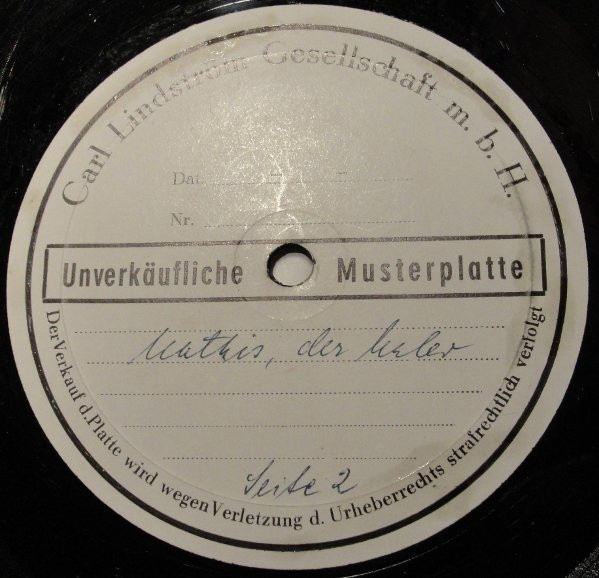 Carl Lindström Gesellschaft m. b. H.
Dat.
Nr.
Unverkäufliche Musterplatte
Mathis, der Maler
Seite 2
Der Verkauf d. Platte wird wegen Verletzung d. Urheberrechts strafrechtlich verfolgt